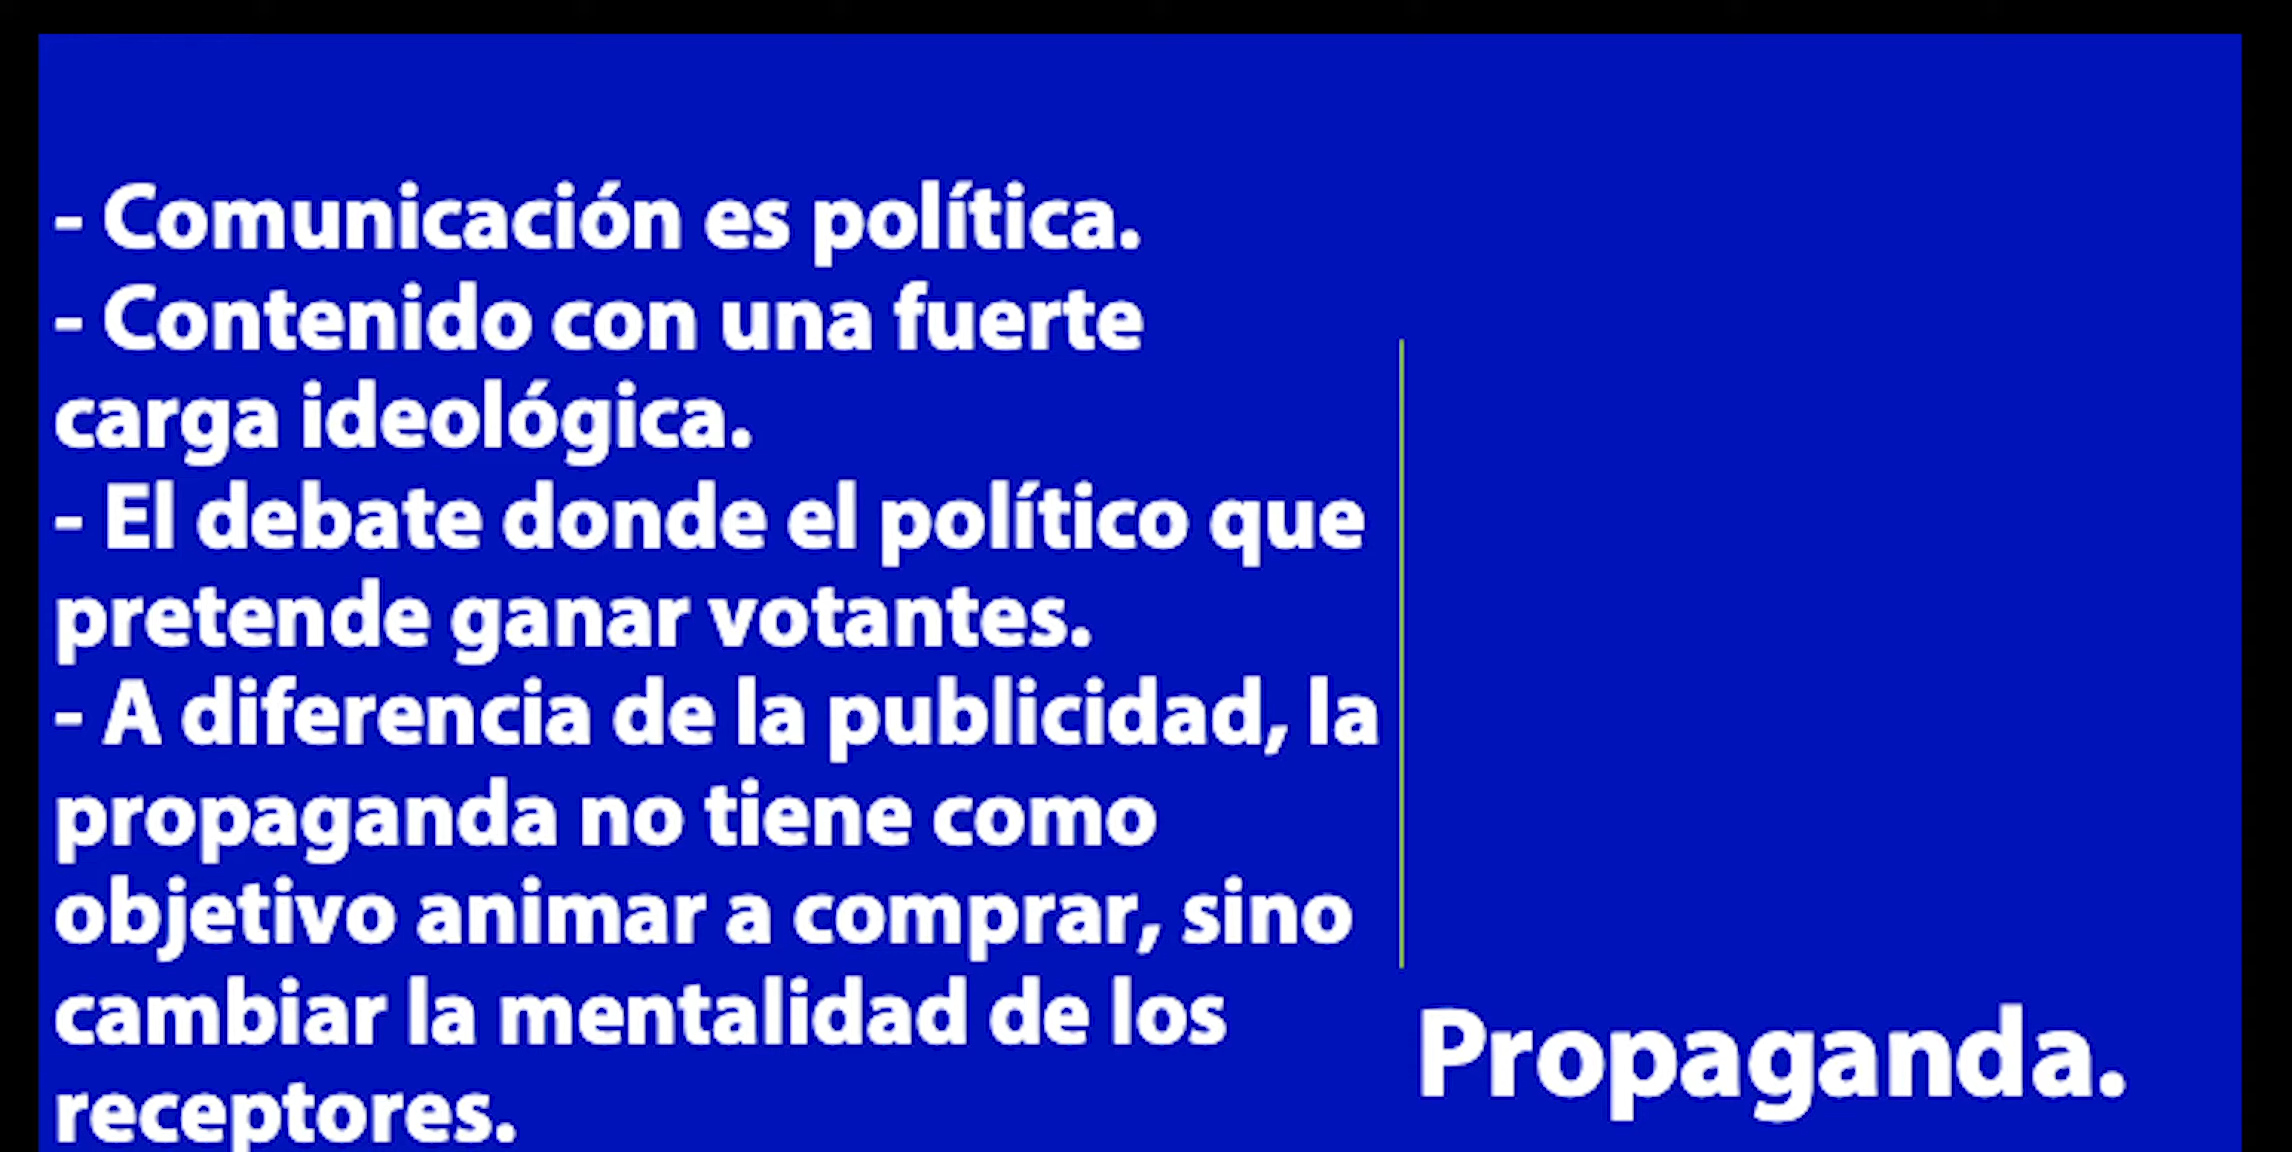 - Comunicación es política.
- Contenido con una fuerte
carga ideológica.
- El debate donde el político que
pretende ganar votantes.
- A diferencia de la publicidad, la
propaganda no tiene como
objetivo animar a comprar, sino
cambiar la mentalidad de los
receptores.
Propaganda.